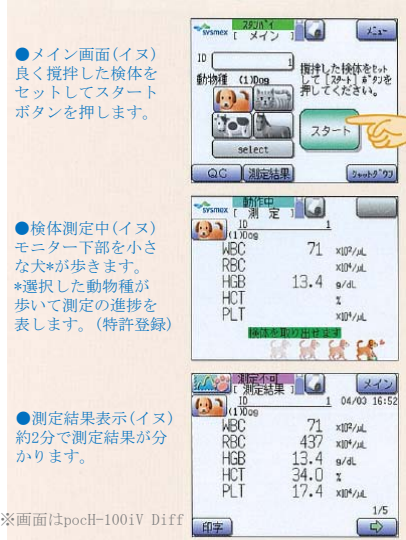 ●メイン画面(イヌ)
良く撹拌した検体を
セットしてスタート
ボタンを押します。
sysmex
スタンバイ
[ メイン ]
メニュー
ID
1
動物種 (1)Dog
撹拌した検体をセット
して [スタート] ボタンを
押してください。
スタート
select
QC
測定結果
シャットダウン
●検体測定中(イヌ)
モニター下部を小さ
な犬*が歩きます。
*選択した動物種が
歩いて測定の進捗を
表します。(特許登録)
sysmex
動作中
[ 測 定 ]
ID 1
(1)Dog
WBC 71 x10²/μL
RBC x10⁴/μL
HGB 13.4 g/dL
HCT %
PLT x10⁴/μL
検体を取り出せます
●測定結果表示(イヌ)
約2分で測定結果が分
かります。
測定不可
[ 測定結果 ]
メイン
ID 1 04/03 16:52
(1)Dog
WBC 71 x10²/μL
RBC 437 x10⁴/μL
HGB 13.4 g/dL
HCT 34.0 %
PLT 17.4 x10⁴/μL
1/5
印字
※画面はpocH-100iV Diff